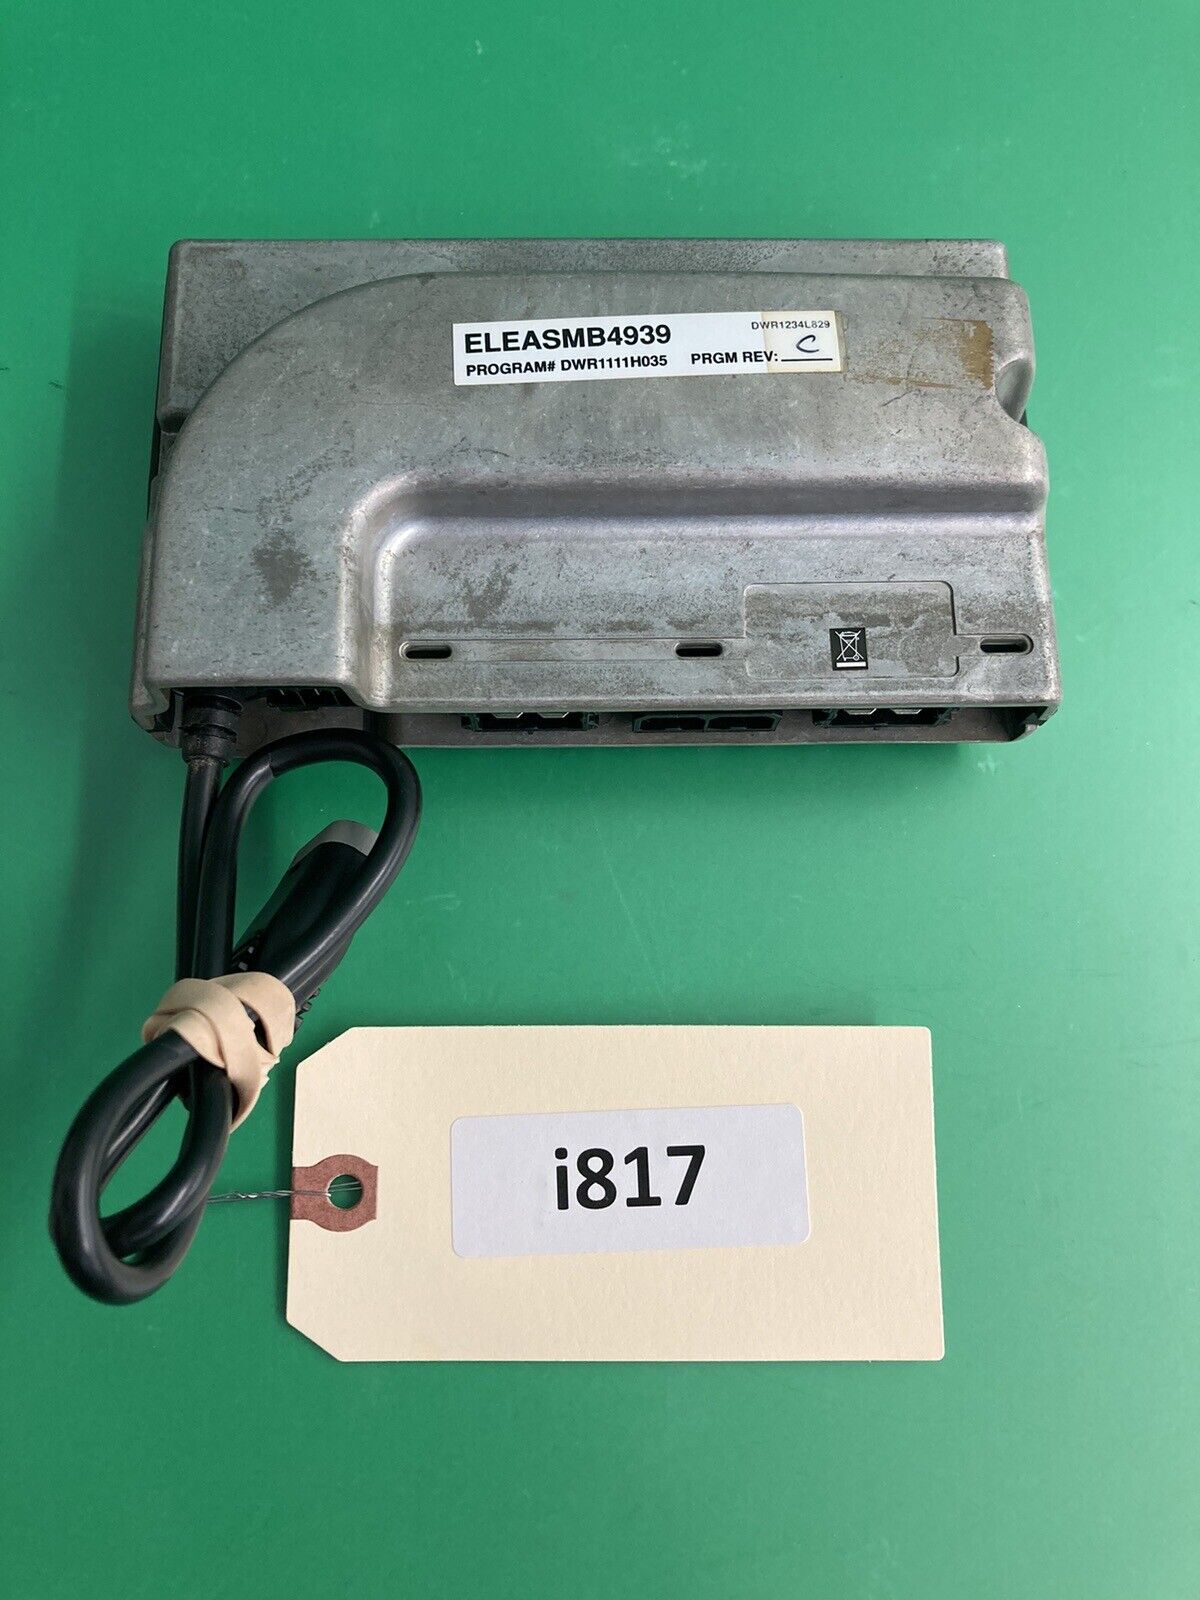 ELEASMB4939
DWR1234L829
PROGRAM# DWR1111H035 PRGM REV: C
i817